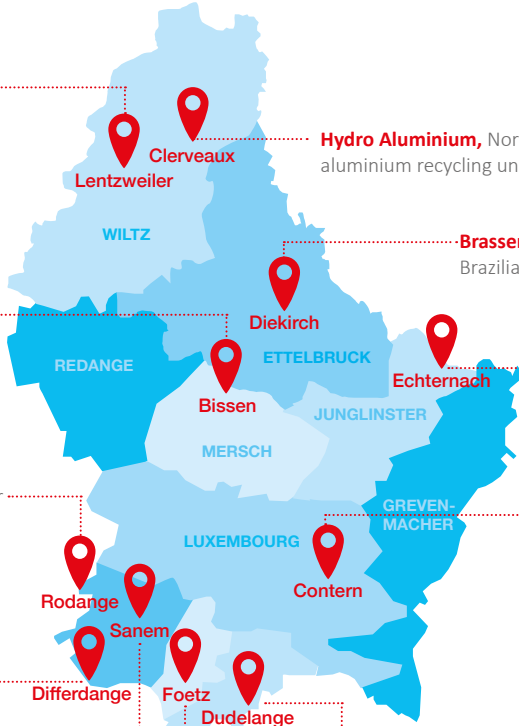 Clerveaux
Lentzweiler
Hydro Aluminium, Nor
aluminium recycling un
WILTZ
Brasser
Brazilia
Diekirch
ETTELBRUCK
REDANGE
Echternach
Bissen
JUNGLINSTER
MERSCH
GREVEN-
MACHER
LUXEMBOURG
Contern
Rodange
Sanem
Differdange
Foetz
Dudelange